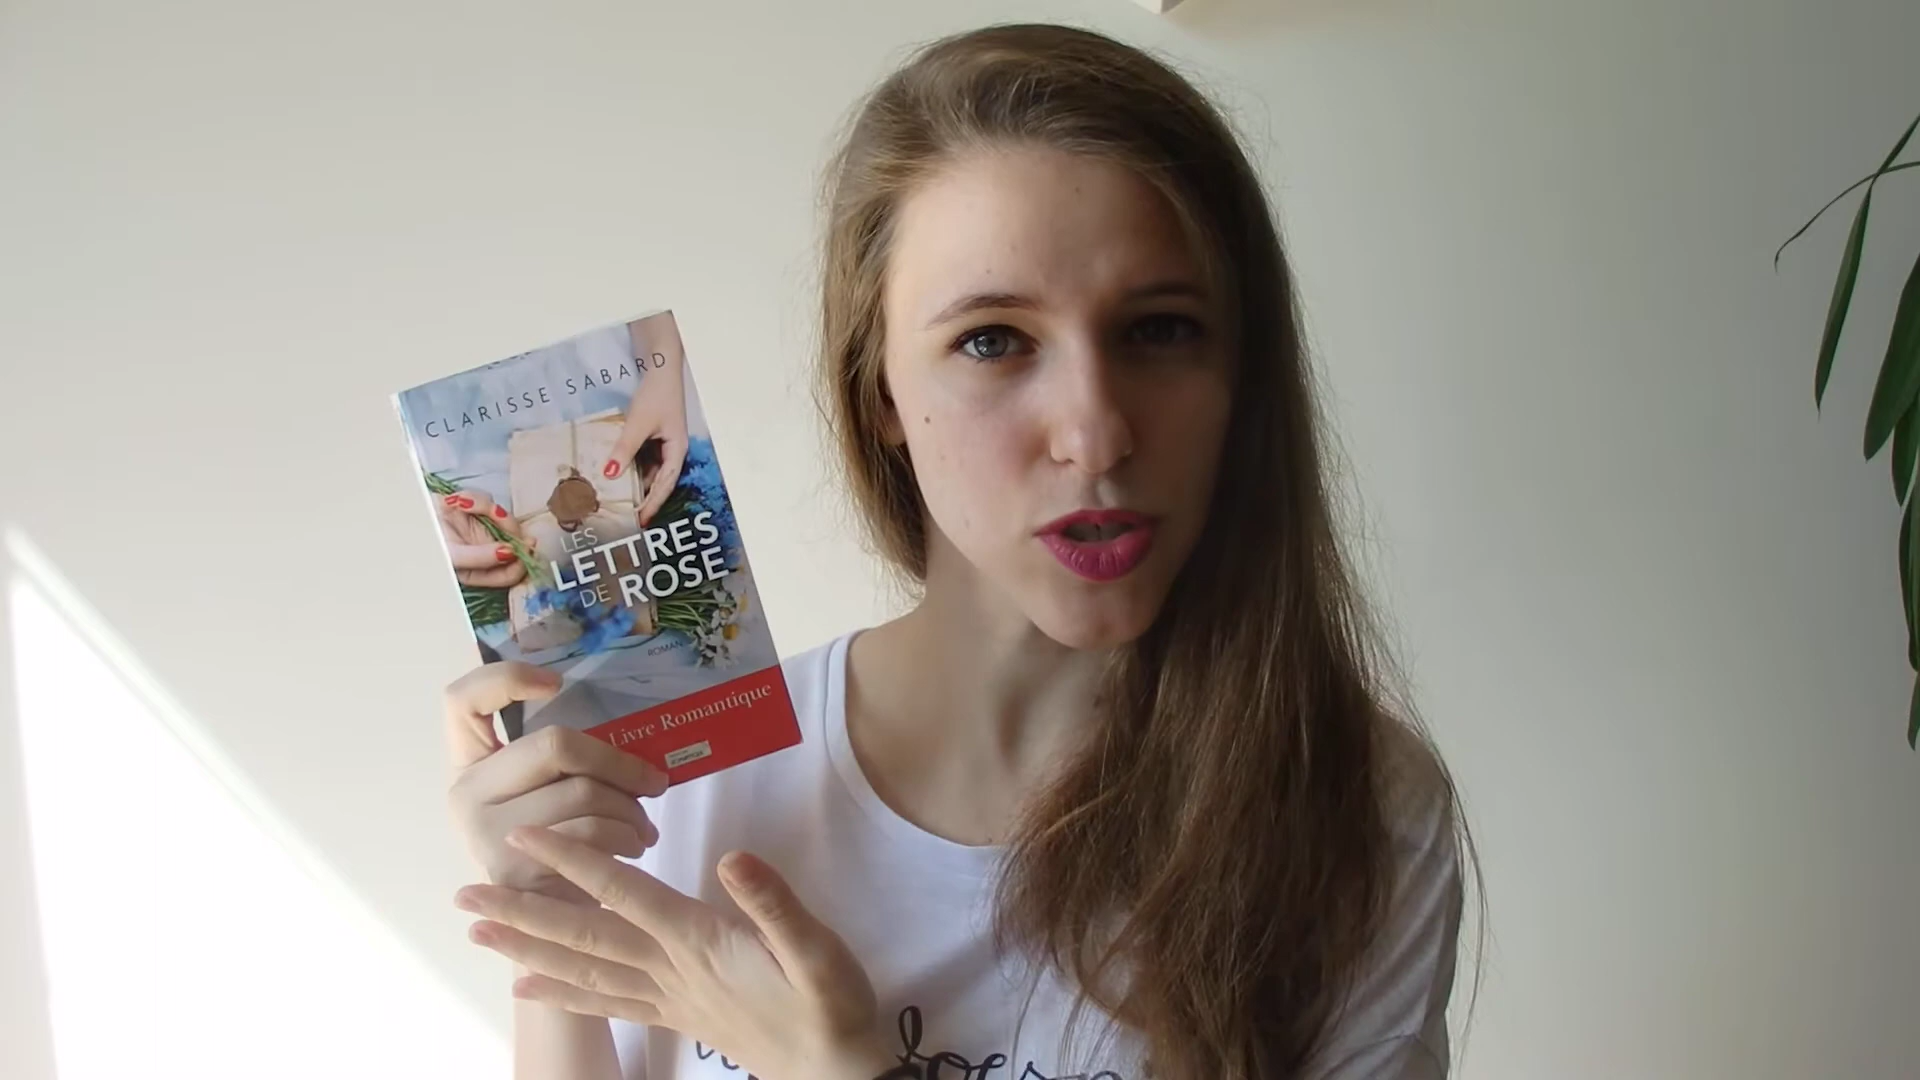 CLARISSE SABARD
LES
LETTRES
DE ROSE
ROMAN
Livre Romantique